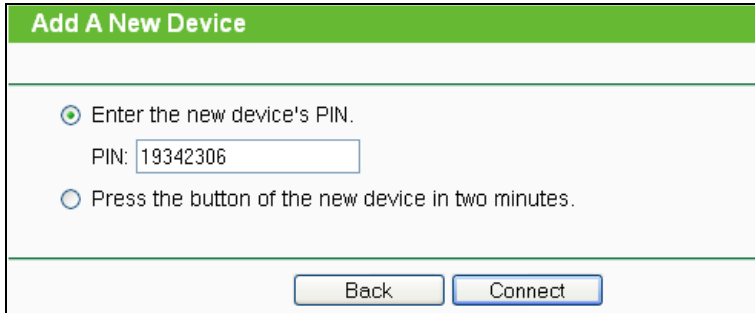 Add A New Device
Enter the new device's PIN.
PIN: 19342306
Press the button of the new device in two minutes.
Back Connect